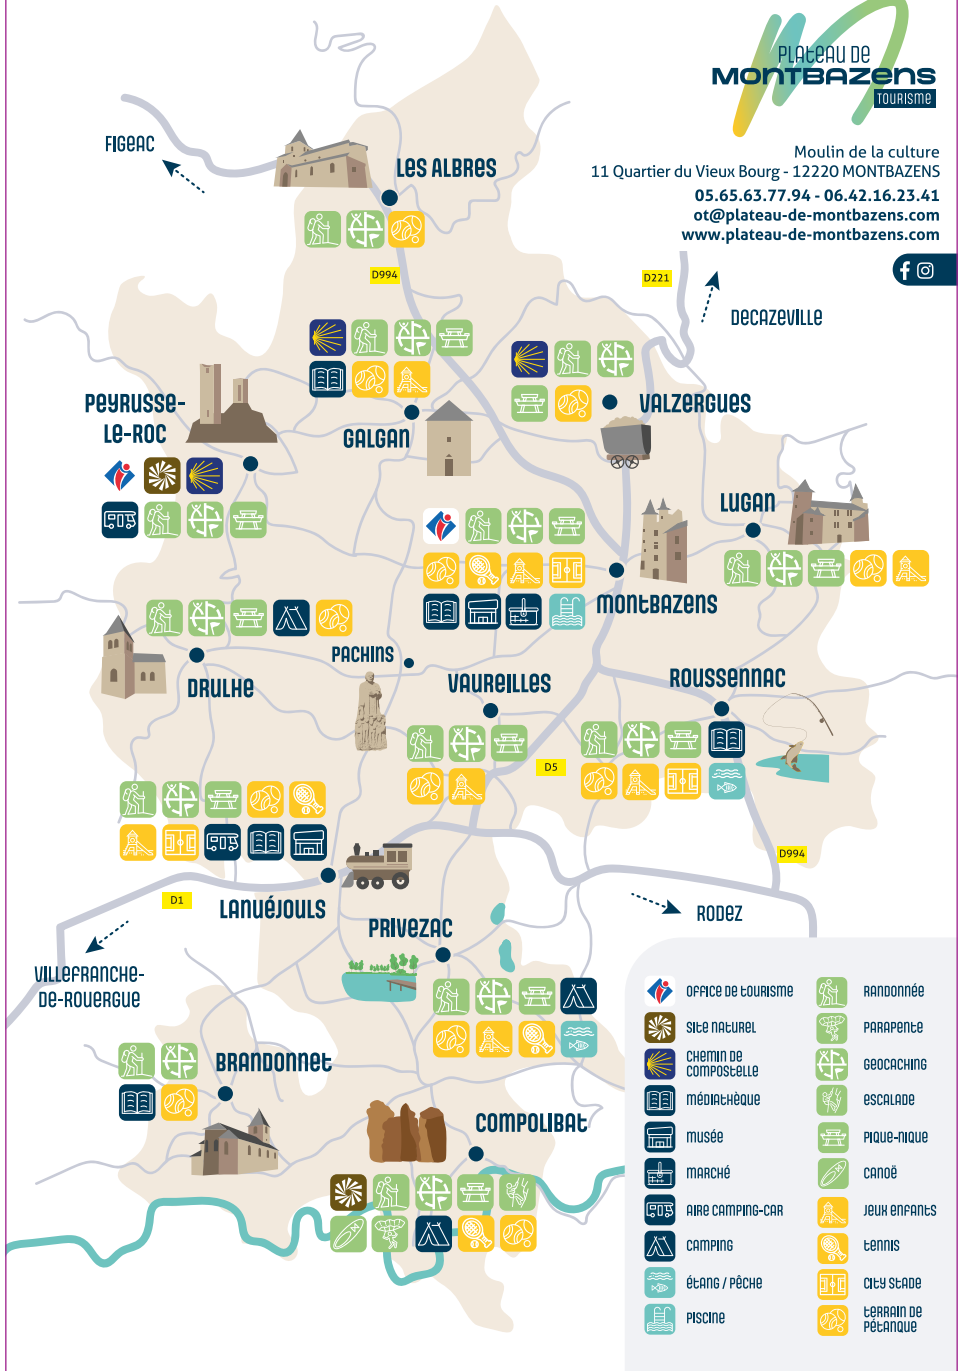 PLATEAU DE
MONTBAZENS
TOURISME
Moulin de la culture
11 Quartier du Vieux Bourg - 12220 MONTBAZENS
05.65.63.77.94 - 06.42.16.23.41
ot@plateau-de-montbazens.com
www.plateau-de-montbazens.com
FIGEAC
LES ALBRES
D994
D221
DECAZEVILLE
PEYRUSSE-
LE-ROC
GALGAN
VALZERGUES
LUGAN
MONTBAZENS
DRULHE
PACHINS
VAUREILLES
ROUSSENNAC
D5
D994
D1
LANUÉJOULS
RODEZ
PRIVEZAC
VILLEFRANCHE-
DE-ROUERGUE
BRANDONNET
COMPOLIBAT
OFFICE DE TOURISME
SITE NATUREL
CHEMIN DE
COMPOSTELLE
MÉDIATHÈQUE
MUSÉE
MARCHÉ
AIRE CAMPING-CAR
CAMPING
ÉTANG / PÊCHE
PISCINE
RANDONNÉE
PARAPENTE
GEOCACHING
ESCALADE
PIQUE-NIQUE
CANOË
JEUX ENFANTS
TENNIS
CITY STADE
TERRAIN DE
PÉTANQUE